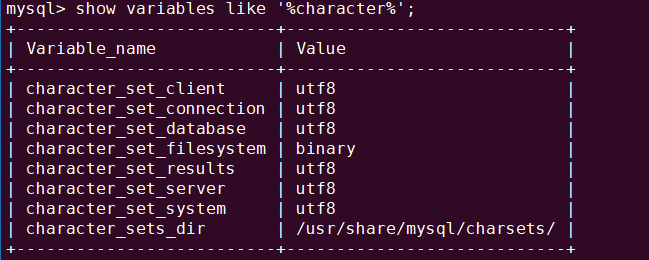 mysql> show variables like '%character%';
+--------------------------+----------------------------+
| Variable_name            | Value                      |
+--------------------------+----------------------------+
| character_set_client     | utf8                       |
| character_set_connection | utf8                       |
| character_set_database   | utf8                       |
| character_set_filesystem | binary                     |
| character_set_results    | utf8                       |
| character_set_server     | utf8                       |
| character_set_system     | utf8                       |
| character_sets_dir       | /usr/share/mysql/charsets/ |
+--------------------------+----------------------------+